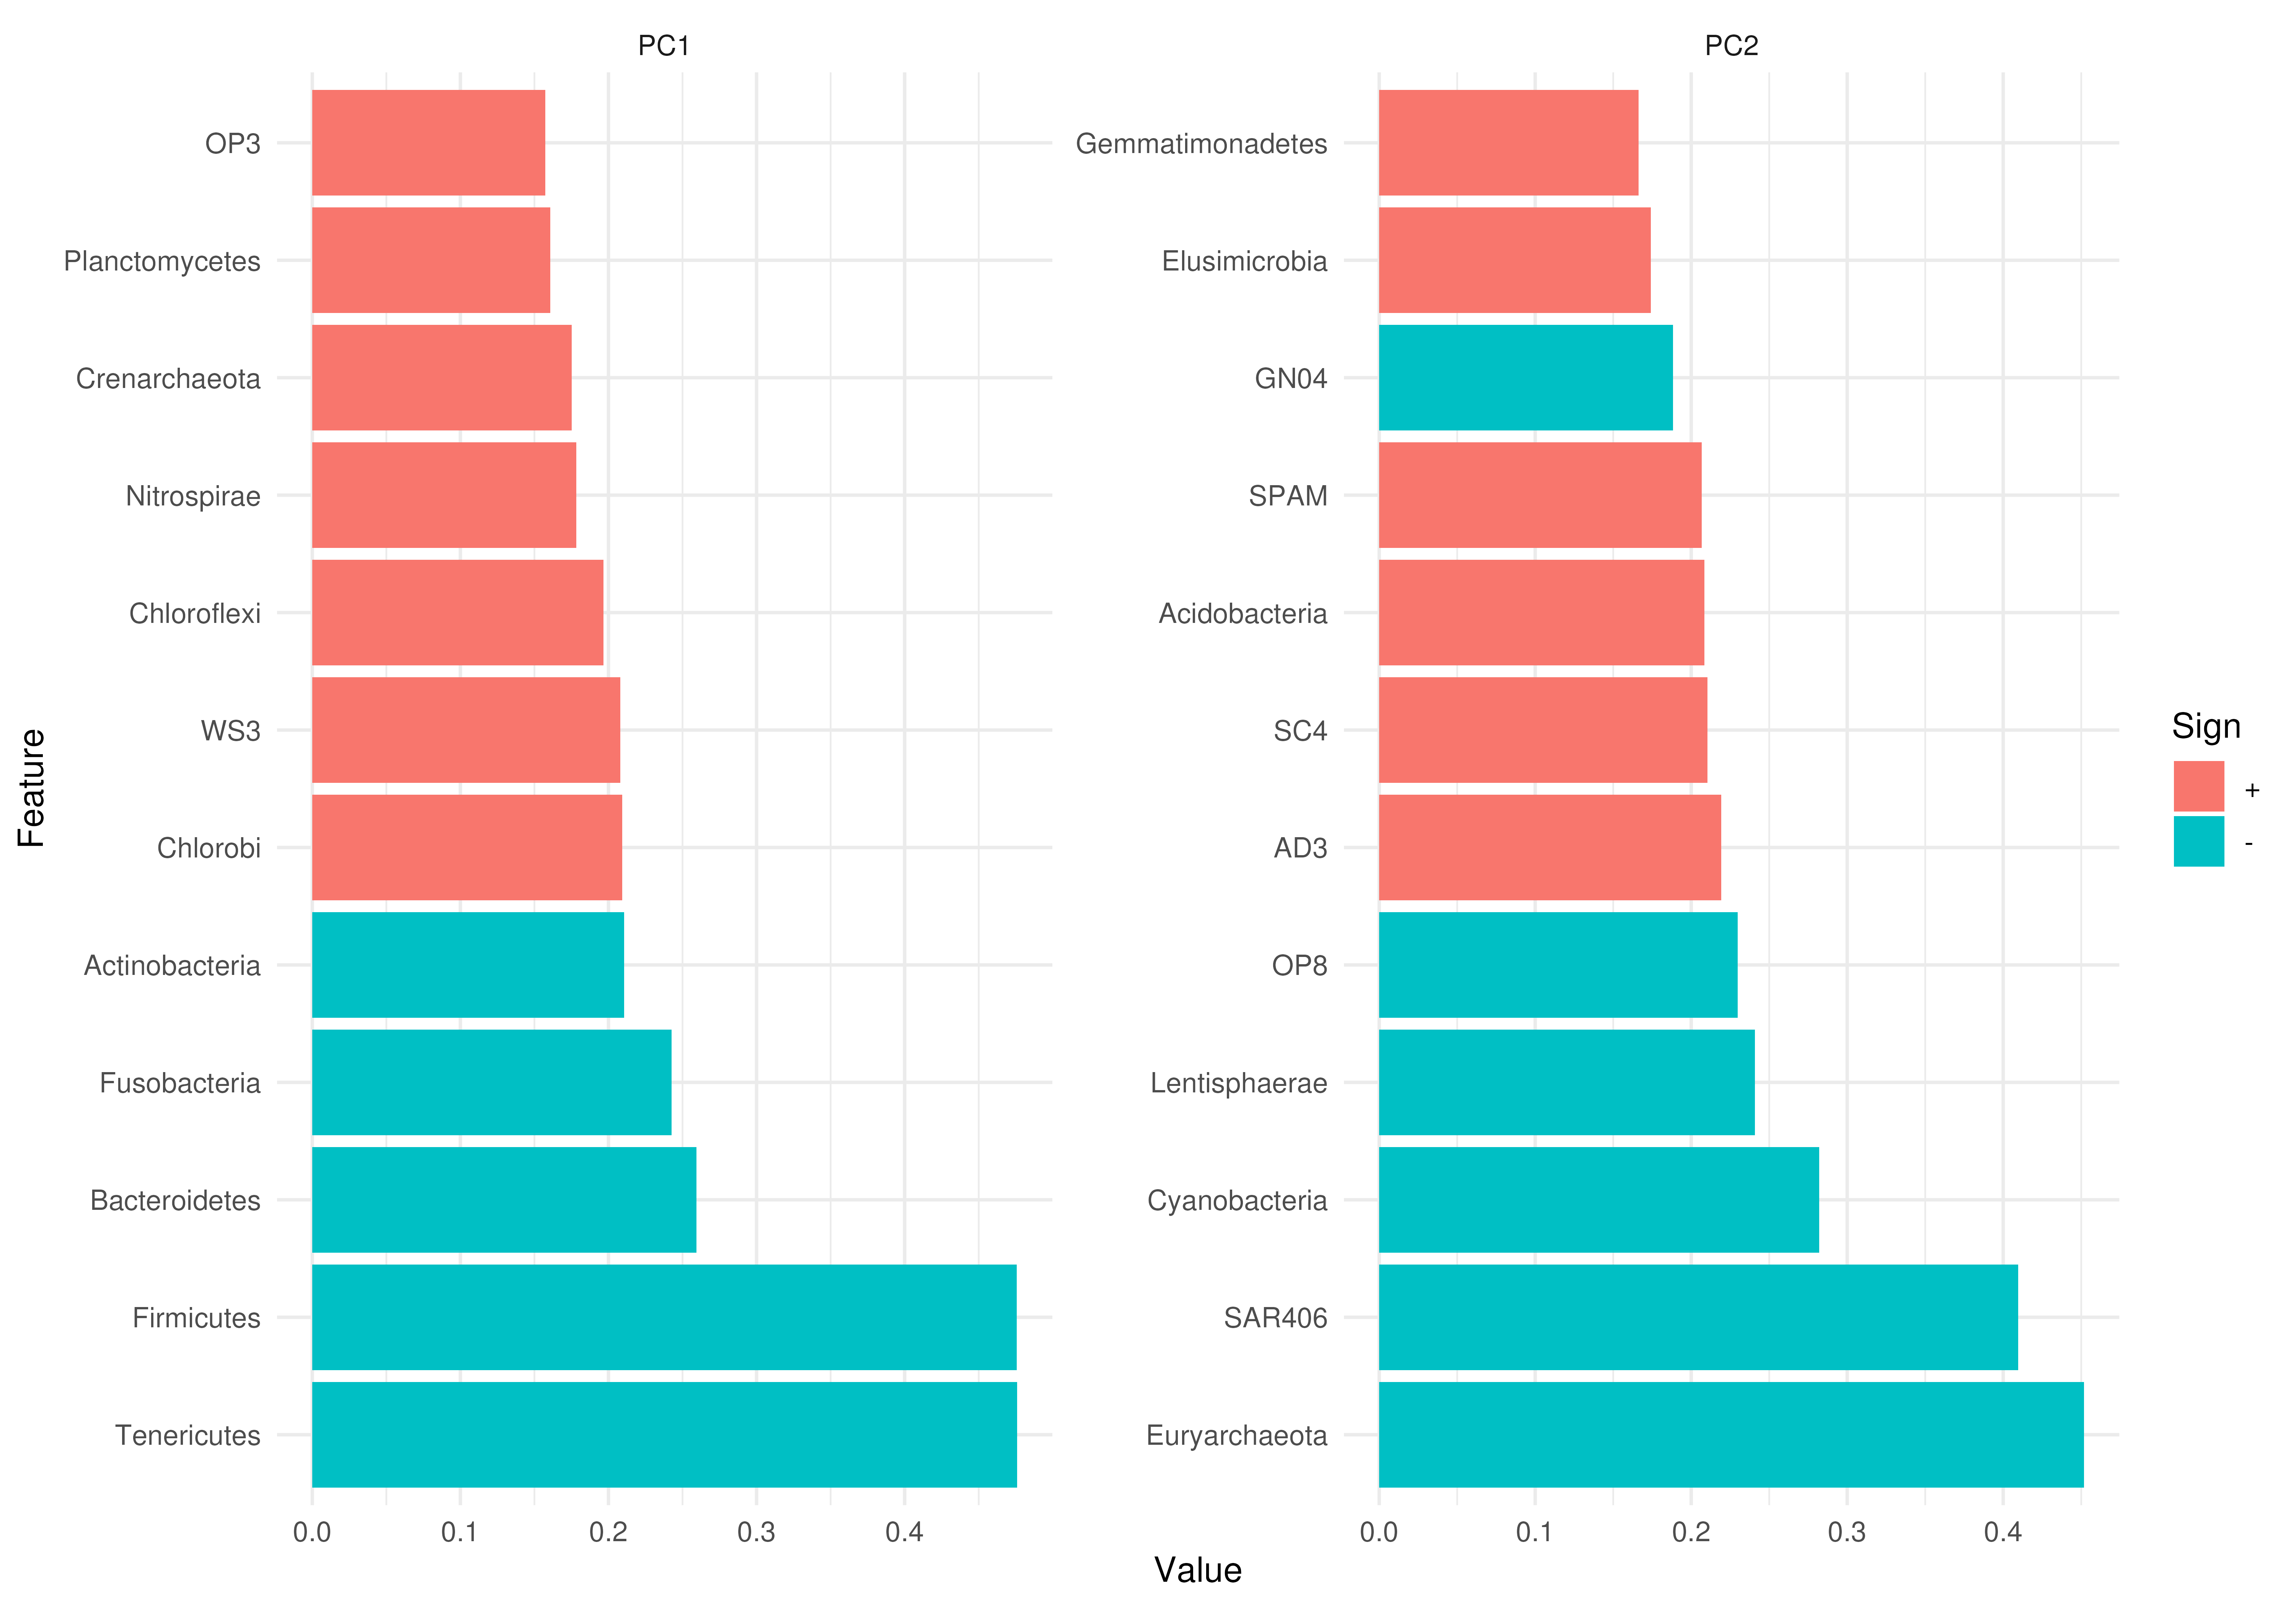 PC1
PC2
Feature
OP3
Planctomycetes
Crenarchaeota
Nitrospirae
Chloroflexi
WS3
Chlorobi
Actinobacteria
Fusobacteria
Bacteroidetes
Firmicutes
Tenericutes
0.0 0.1 0.2 0.3 0.4
Gemmatimonadetes
Elusimicrobia
GN04
SPAM
Acidobacteria
SC4
AD3
OP8
Lentisphaerae
Cyanobacteria
SAR406
Euryarchaeota
0.0 0.1 0.2 0.3 0.4
Value
Sign
+
-